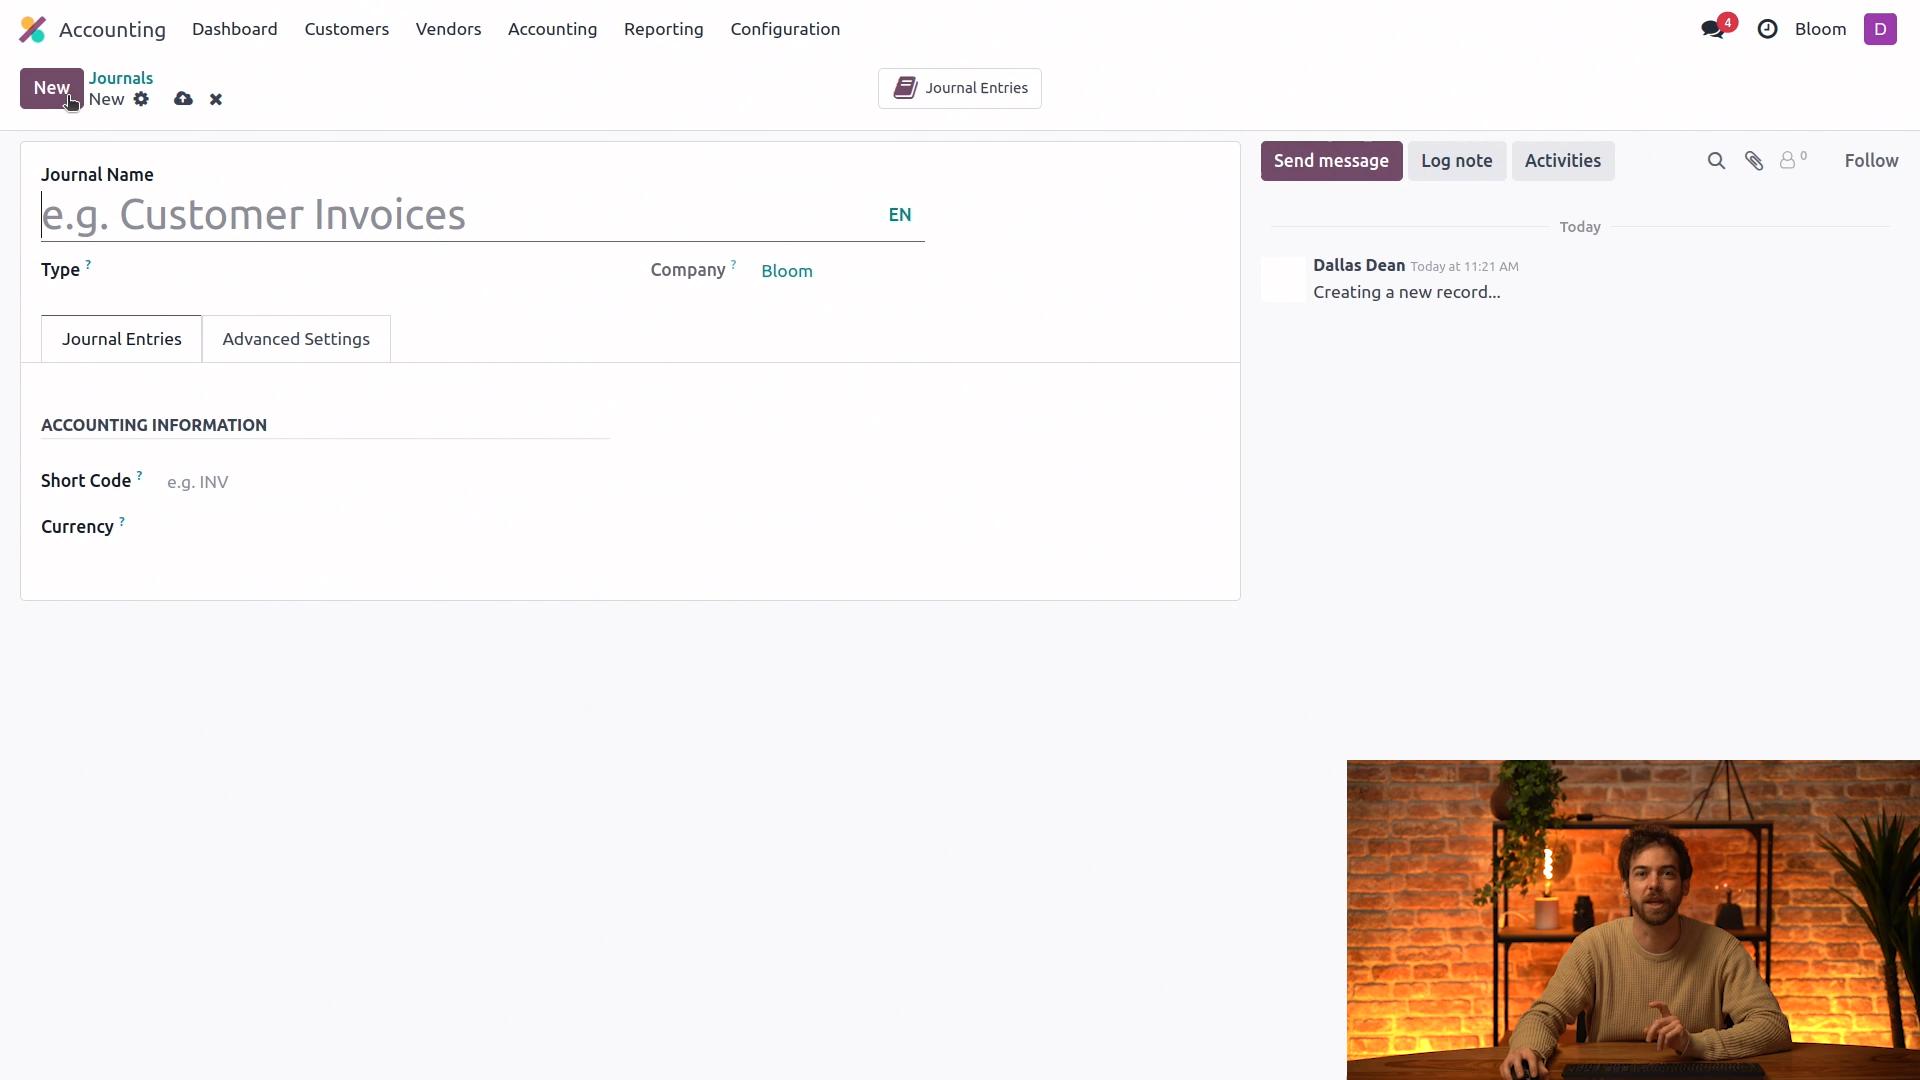 Accounting Dashboard Customers Vendors Accounting Reporting Configuration 4 Bloom D
New Journals
New
Journal Entries
Journal Name
e.g. Customer Invoices EN
Type ? Company ? Bloom
Journal Entries Advanced Settings
ACCOUNTING INFORMATION
Short Code ? e.g. INV
Currency ?
Send message Log note Activities 0 Follow
Today
Dallas Dean Today at 11:21 AM
Creating a new record...